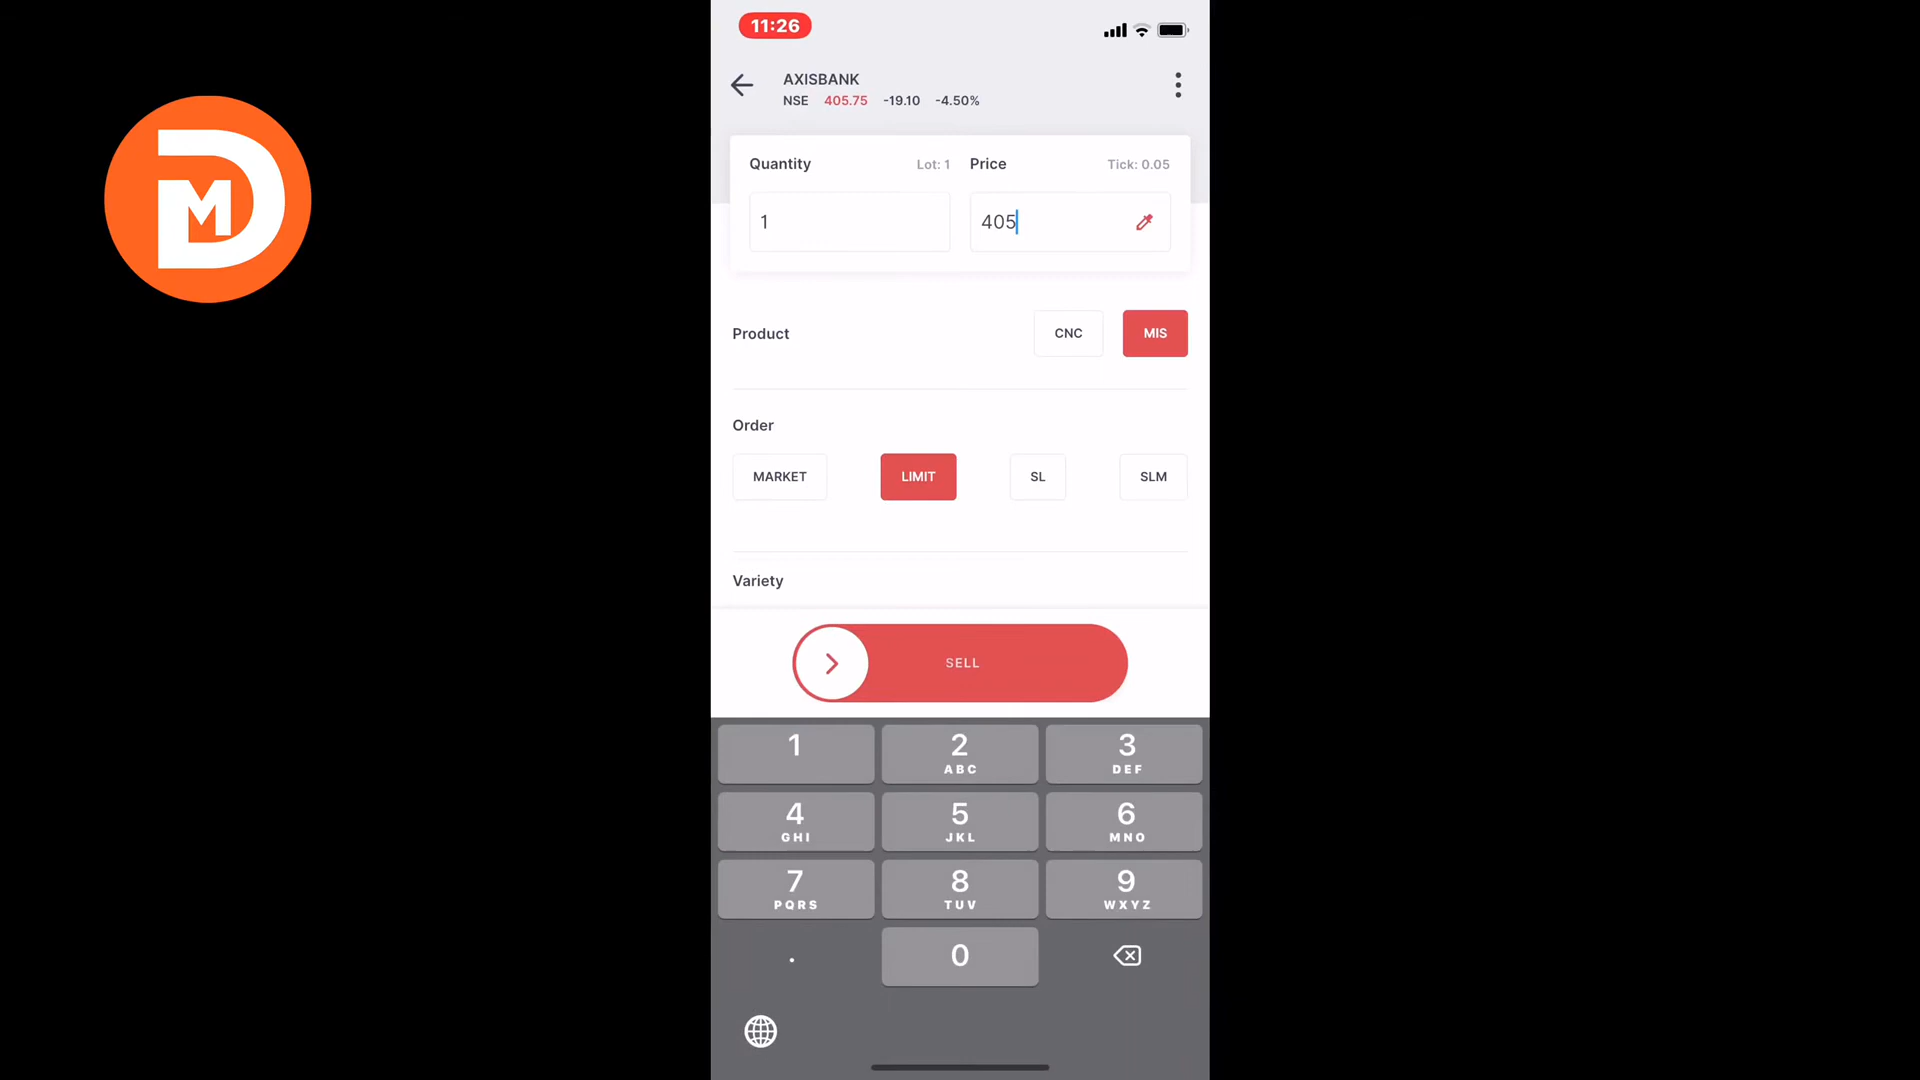 11:26
AXISBANK
NSE 405.75 -19.10 -4.50%
Quantity Lot: 1 Price Tick: 0.05
1 405
Product CNC MIS
Order
MARKET LIMIT SL SLM
Variety
SELL
1 2 3
ABC DEF
4 5 6
GHI JKL MNO
7 8 9
PQRS TUV WXYZ
. 0
DM